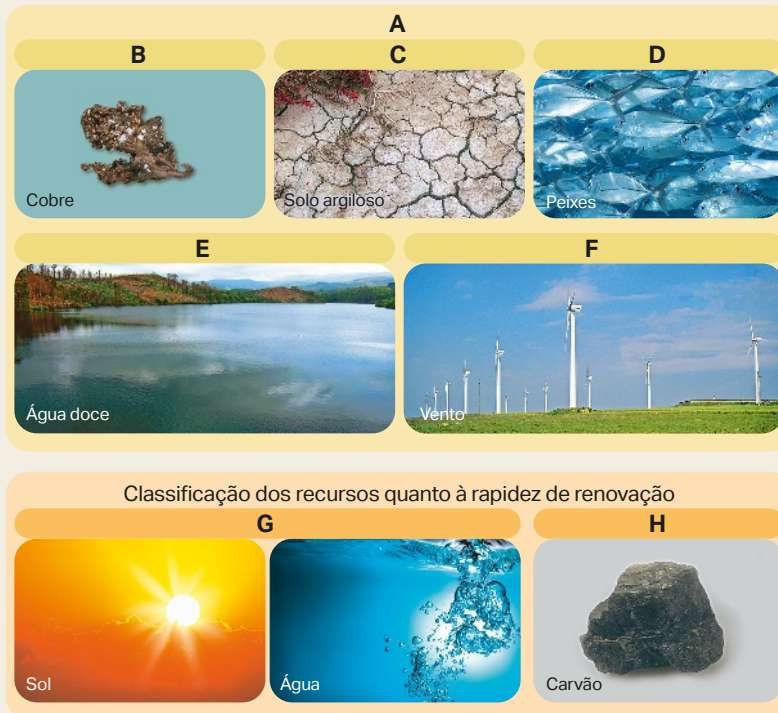 A
B
C
D
Cobre
Solo argiloso
Peixes
E
F
Água doce
Vento
Classificação dos recursos quanto à rapidez de renovação
G
H
Sol
Água
Carvão